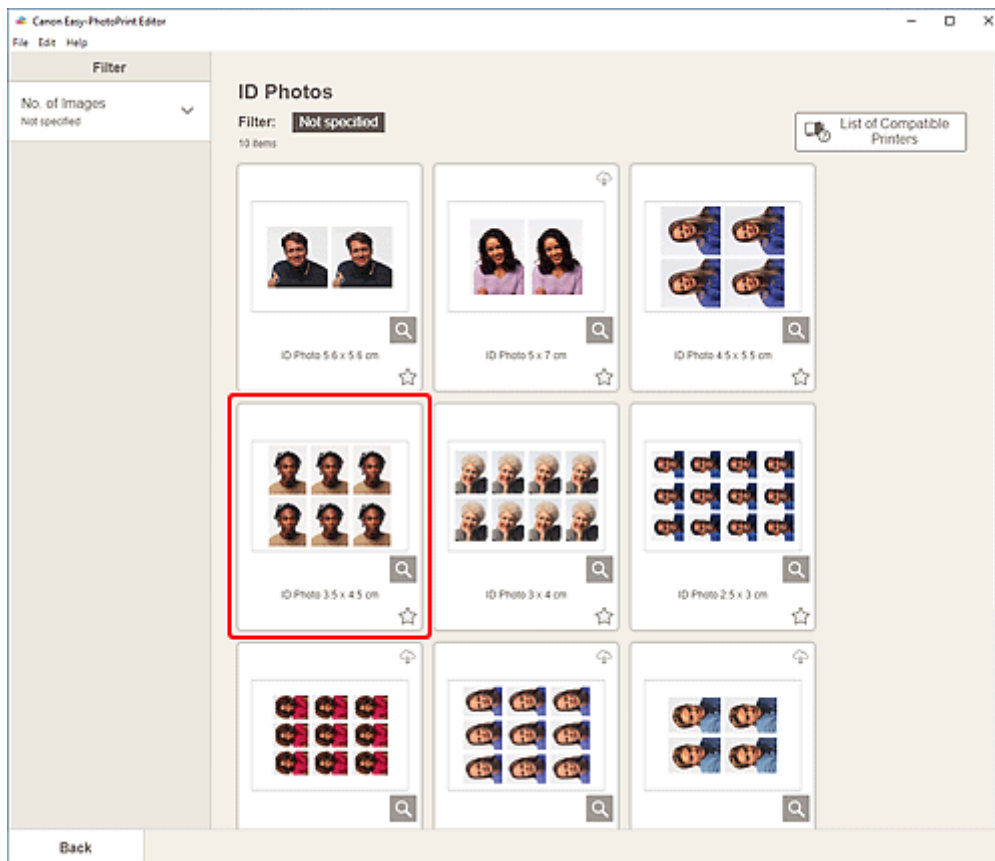 Canon Easy-PhotoPrint Editor
File Edit Help
Filter
No. of Images
Not specified
ID Photos
Filter: Not specified
10 items
List of Compatible
Printers
ID Photo 5.6 x 5.6 cm
ID Photo 5 x 7 cm
ID Photo 4.5 x 5.5 cm
ID Photo 3.5 x 4.5 cm
ID Photo 3 x 4 cm
ID Photo 2.5 x 3 cm
Back